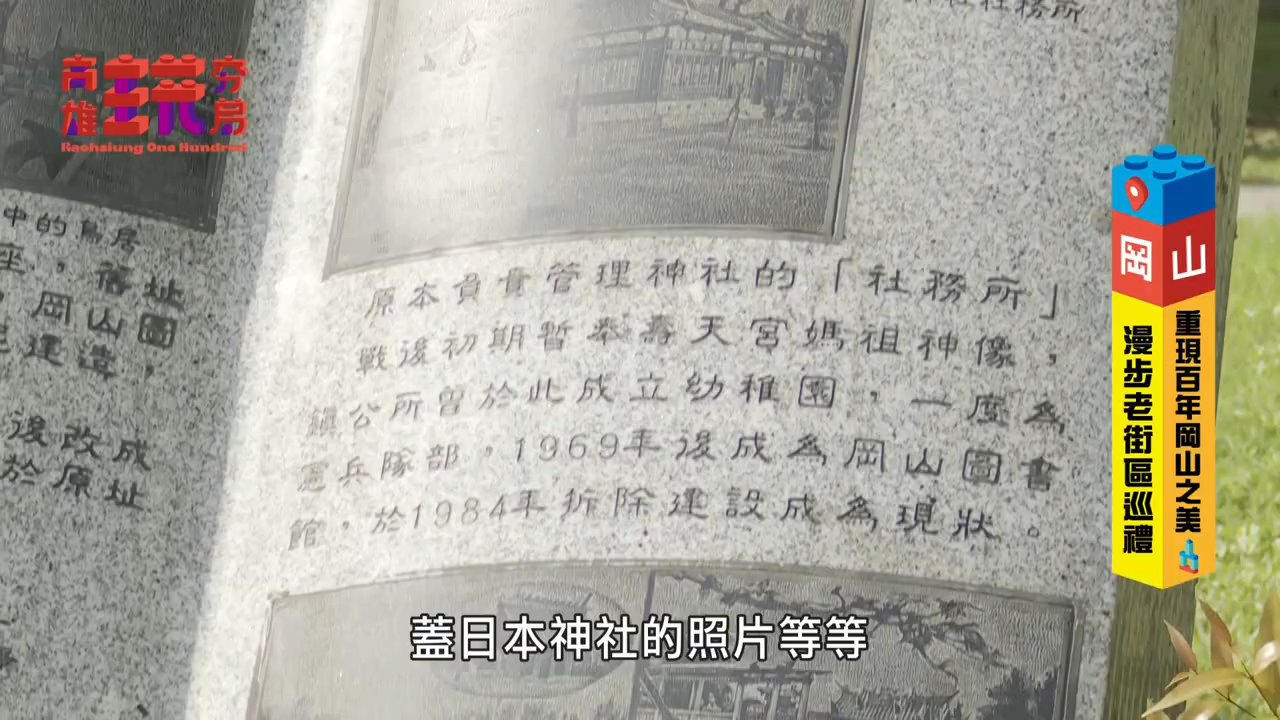 高雄玩夯局
Kaohsiung One Hundred
神社社務所
中的鳥居
座，舊址
，岡山圖
建造，
後改成
於原址
原本負責管理神社的「社務所」
戰後初期暫奉壽天宮媽祖神像，
鎮公所曾於此成立幼稚園，一度為
憲兵隊部，1969年後成為岡山圖書
館，於1984年拆除建設成為現狀。
岡山
重現百年岡山之美
漫步老街區巡禮
蓋日本神社的照片等等